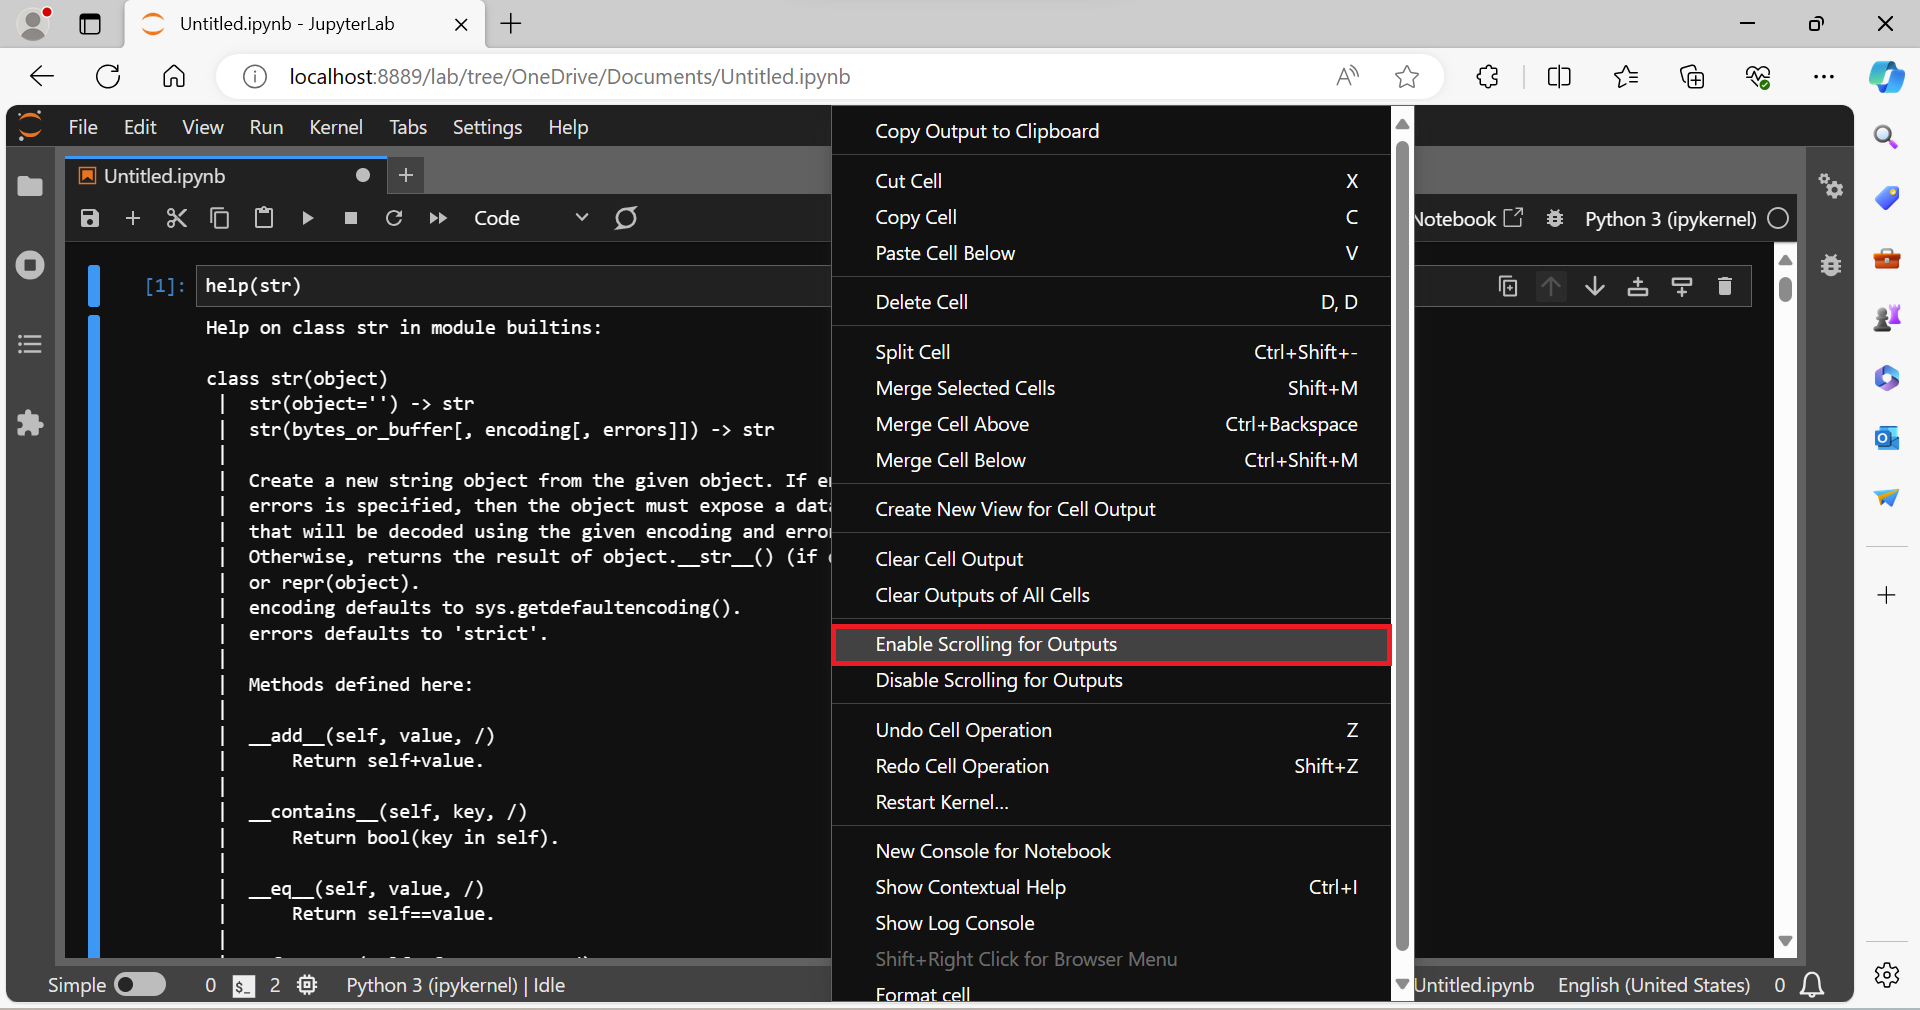 Untitled.ipynb - JupyterLab
localhost:8889/lab/tree/OneDrive/Documents/Untitled.ipynb
File Edit View Run Kernel Tabs Settings Help
Untitled.ipynb
Code
Notebook
Python 3 (ipykernel)
[1]: help(str)
Help on class str in module builtins:
class str(object)
| str(object='') -> str
| str(bytes_or_buffer[, encoding[, errors]]) -> str
|
| Create a new string object from the given object. If
| errors is specified, then the object must expose a
| that will be decoded using the given encoding and
| Otherwise, returns the result of object.__str__() (if
| or repr(object).
| encoding defaults to sys.getdefaultencoding().
| errors defaults to 'strict'.
|
| Methods defined here:
|
| __add__(self, value, /)
| Return self+value.
|
| __contains__(self, key, /)
| Return bool(key in self).
|
| __eq__(self, value, /)
| Return self==value.
|
Copy Output to Clipboard
Cut Cell X
Copy Cell C
Paste Cell Below V
Delete Cell D, D
Split Cell Ctrl+Shift+-
Merge Selected Cells Shift+M
Merge Cell Above Ctrl+Backspace
Merge Cell Below Ctrl+Shift+M
Create New View for Cell Output
Clear Cell Output
Clear Outputs of All Cells
Enable Scrolling for Outputs
Disable Scrolling for Outputs
Undo Cell Operation Z
Redo Cell Operation Shift+Z
Restart Kernel...
New Console for Notebook
Show Contextual Help Ctrl+I
Show Log Console
Shift+Right Click for Browser Menu
Format cell
Simple 0 $_ 2 Python 3 (ipykernel) | Idle
Untitled.ipynb English (United States) 0